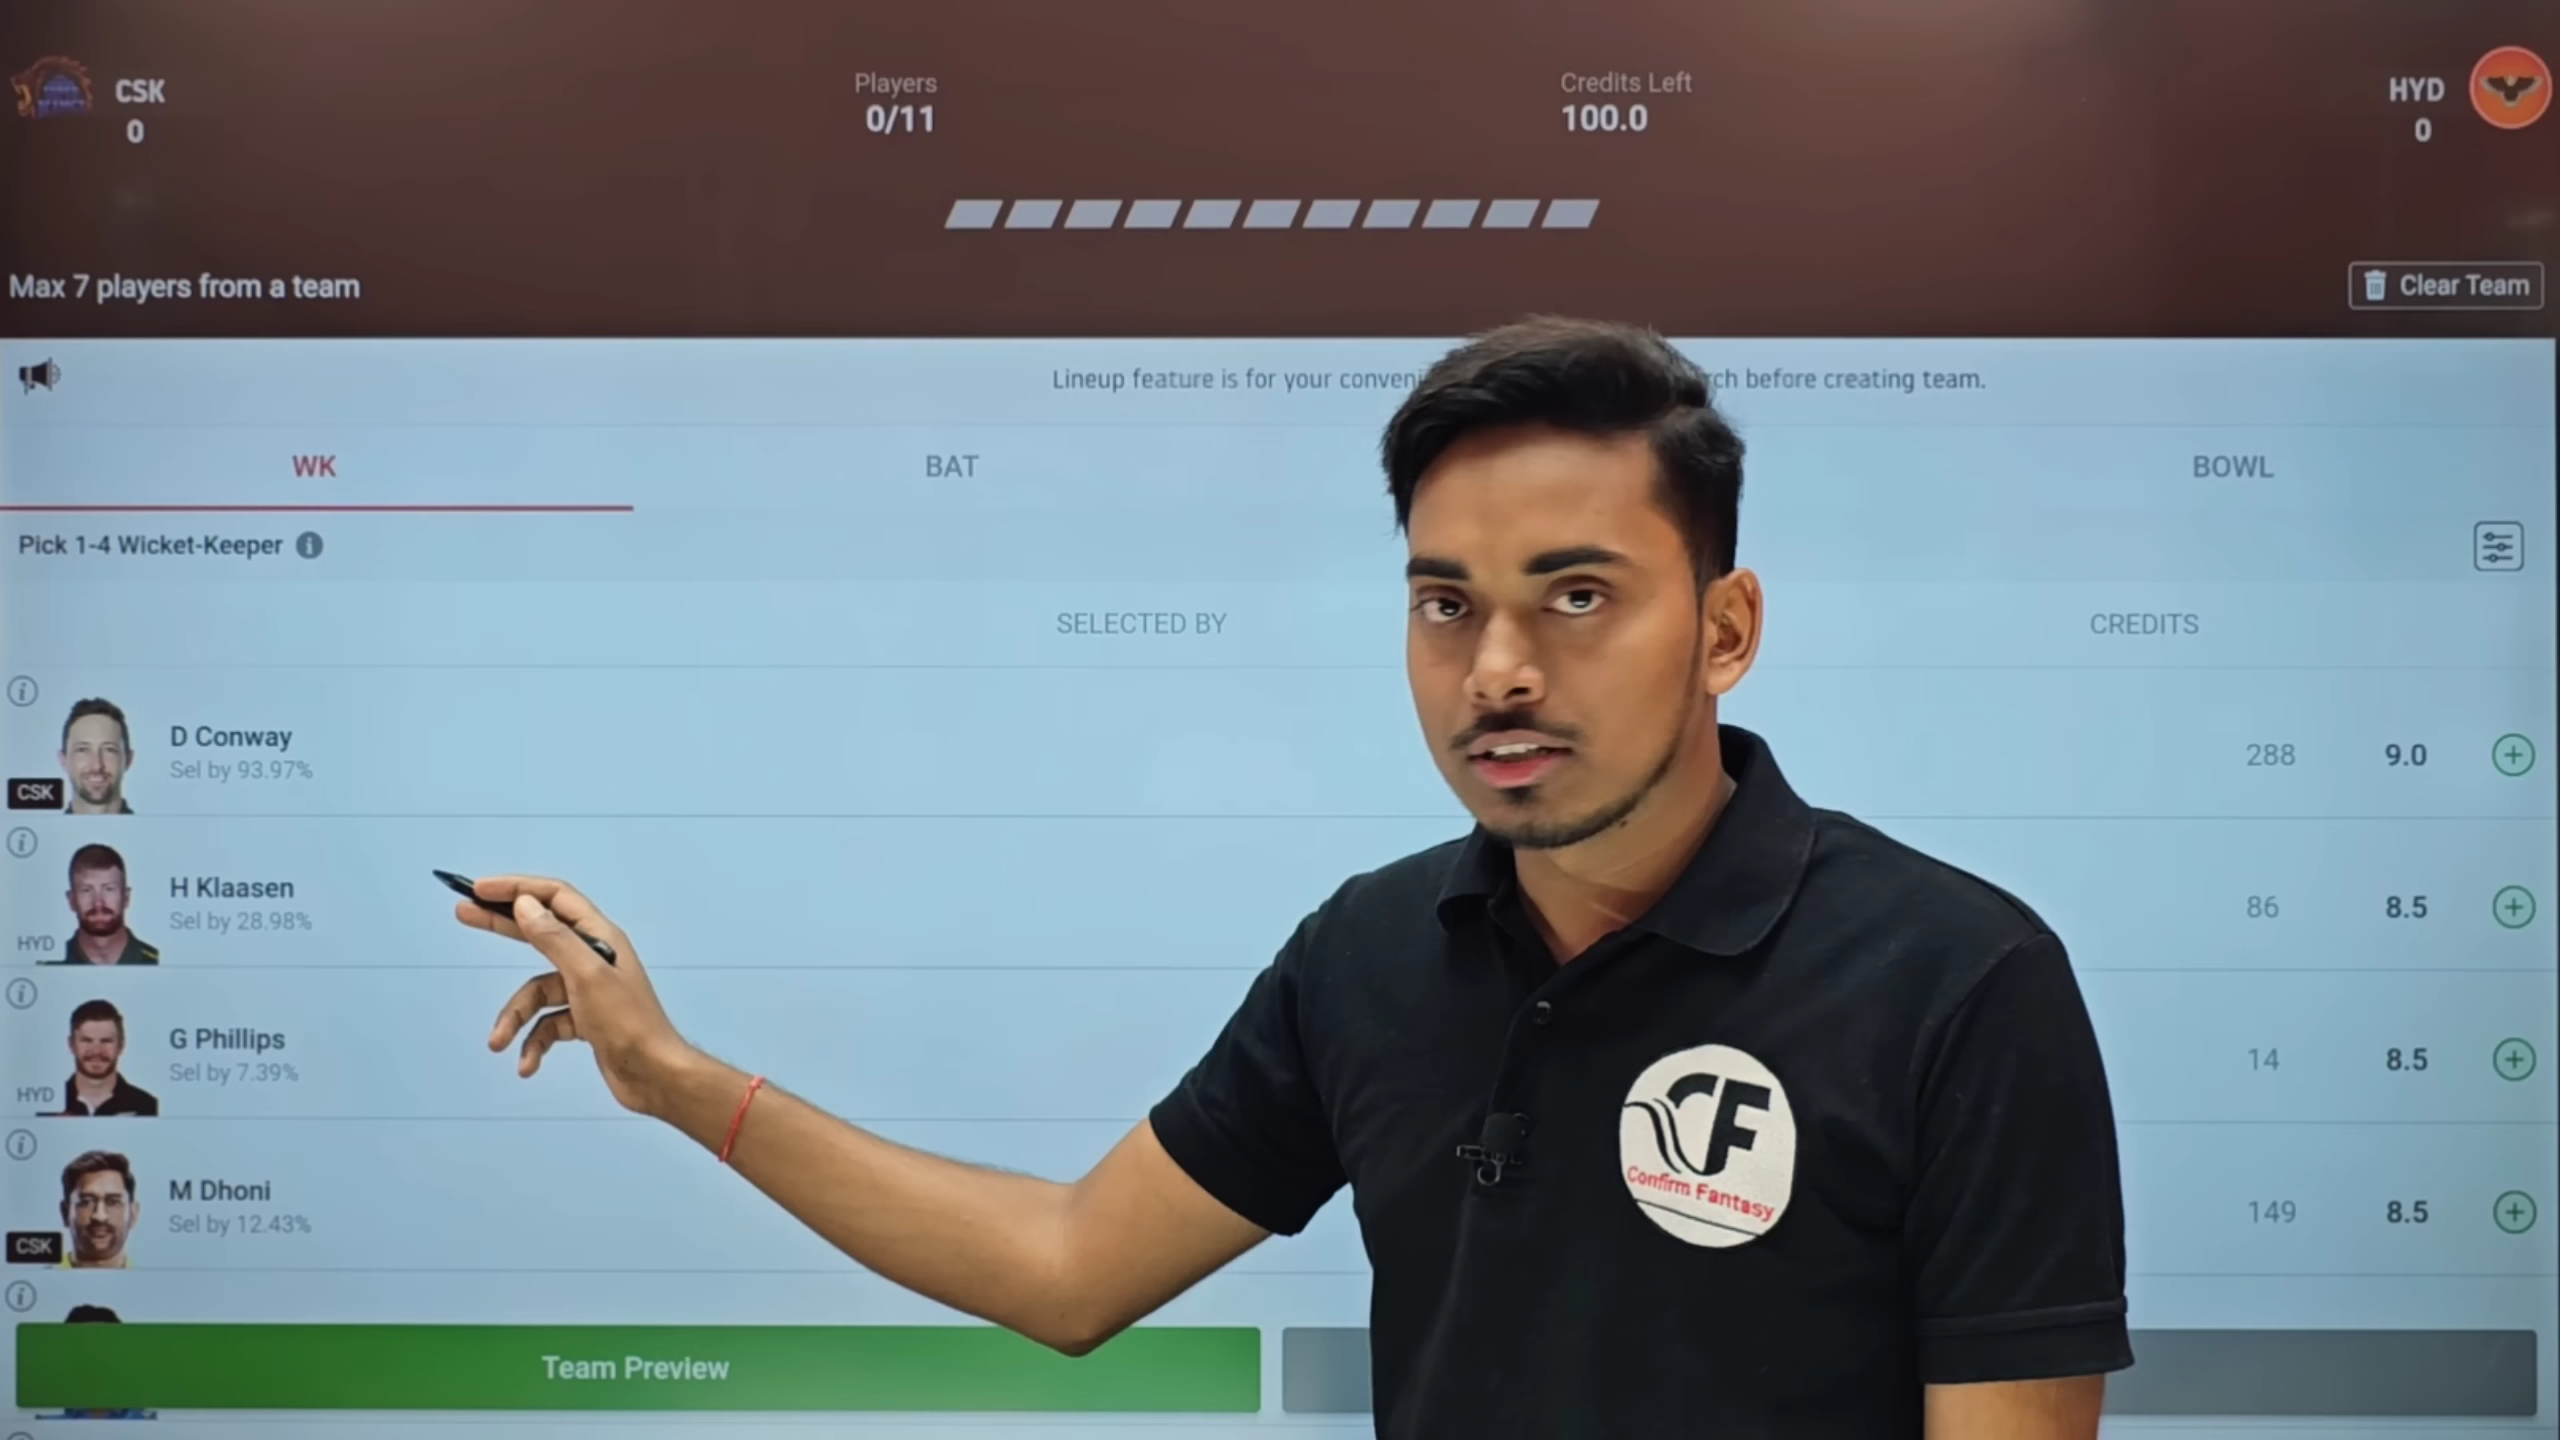 CSK
0
Players
0/11
Credits Left
100.0
HYD
0
Max 7 players from a team
Clear Team
Lineup feature is for your before creating team.
WK
BAT
BOWL
Pick 1-4 Wicket-Keeper
SELECTED BY
CREDITS
D Conway
Sel by 93.97%
CSK
288
9.0
H Klaasen
Sel by 28.98%
HYD
86
8.5
G Phillips
Sel by 7.39%
HYD
14
8.5
M Dhoni
Sel by 12.43%
CSK
149
8.5
Team Preview
CF
Confirm Fantasy